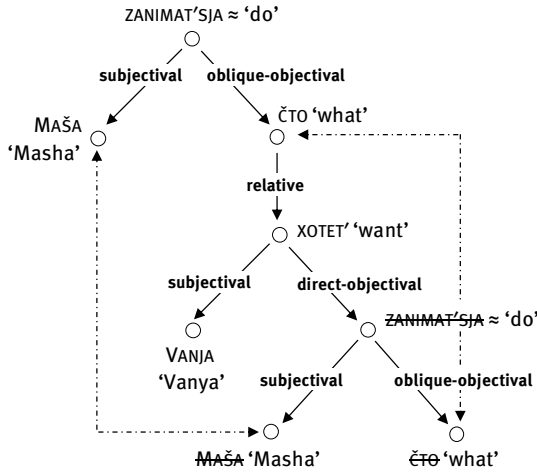 ZANIMAT′SJA ≈ ‘do’
subjectival oblique-objectival
MAŠA
‘Masha’
ČTO ‘what’
relative
XOTET′ ‘want’
subjectival direct-objectival
ZANIMAT′SJA ≈ ‘do’
VANJA
‘Vanya’
subjectival oblique-objectival
MAŠA ‘Masha’ ČTO ‘what’